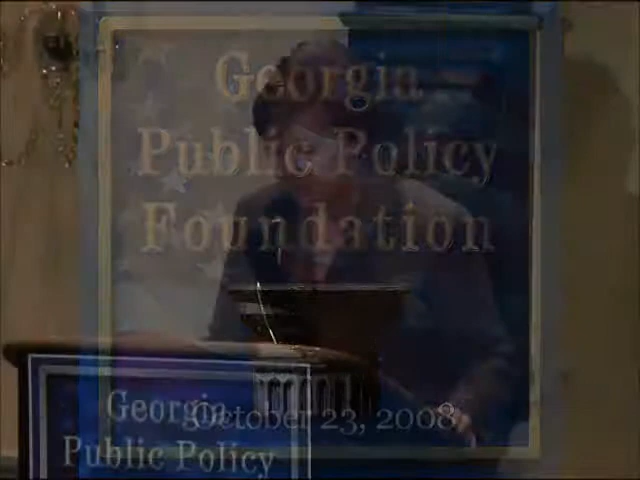 Georgia
Public Policy
Foundation
October 23, 2008
Georgia
Public Policy